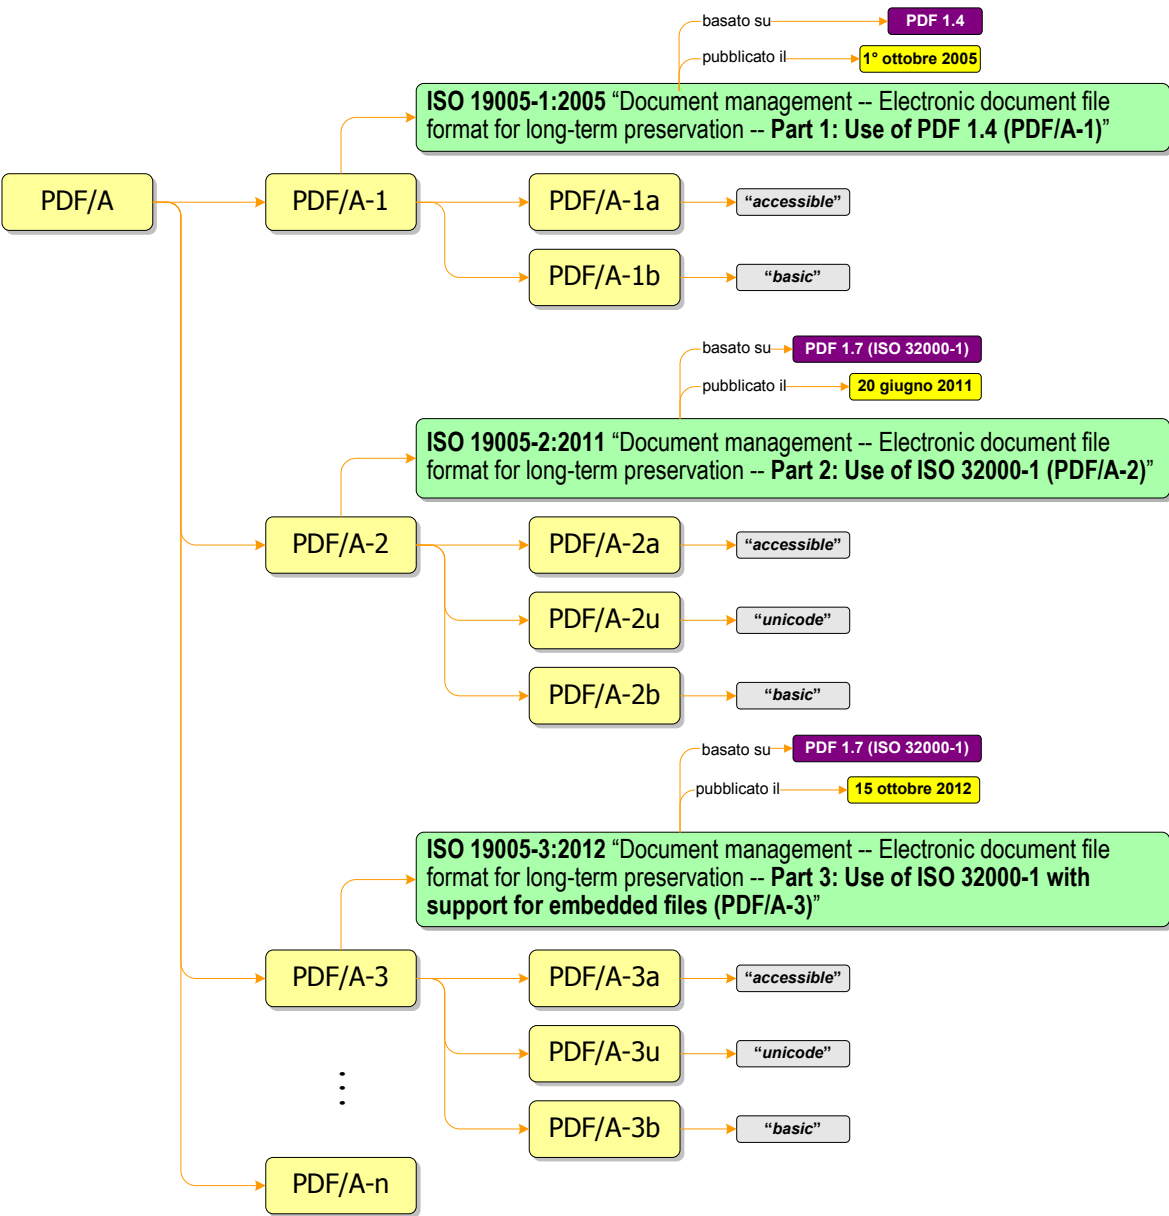 basato su
PDF 1.4
pubblicato il
1° ottobre 2005
ISO 19005-1:2005 “Document management -- Electronic document file
format for long-term preservation -- Part 1: Use of PDF 1.4 (PDF/A-1)”
PDF/A
PDF/A-1
PDF/A-1a
“accessible”
PDF/A-1b
“basic”
basato su
PDF 1.7 (ISO 32000-1)
pubblicato il
20 giugno 2011
ISO 19005-2:2011 “Document management -- Electronic document file
format for long-term preservation -- Part 2: Use of ISO 32000-1 (PDF/A-2)”
PDF/A-2
PDF/A-2a
“accessible”
PDF/A-2u
“unicode”
PDF/A-2b
“basic”
basato su
PDF 1.7 (ISO 32000-1)
pubblicato il
15 ottobre 2012
ISO 19005-3:2012 “Document management -- Electronic document file
format for long-term preservation -- Part 3: Use of ISO 32000-1 with
support for embedded files (PDF/A-3)”
PDF/A-3
PDF/A-3a
“accessible”
PDF/A-3u
“unicode”
PDF/A-3b
“basic”
PDF/A-n